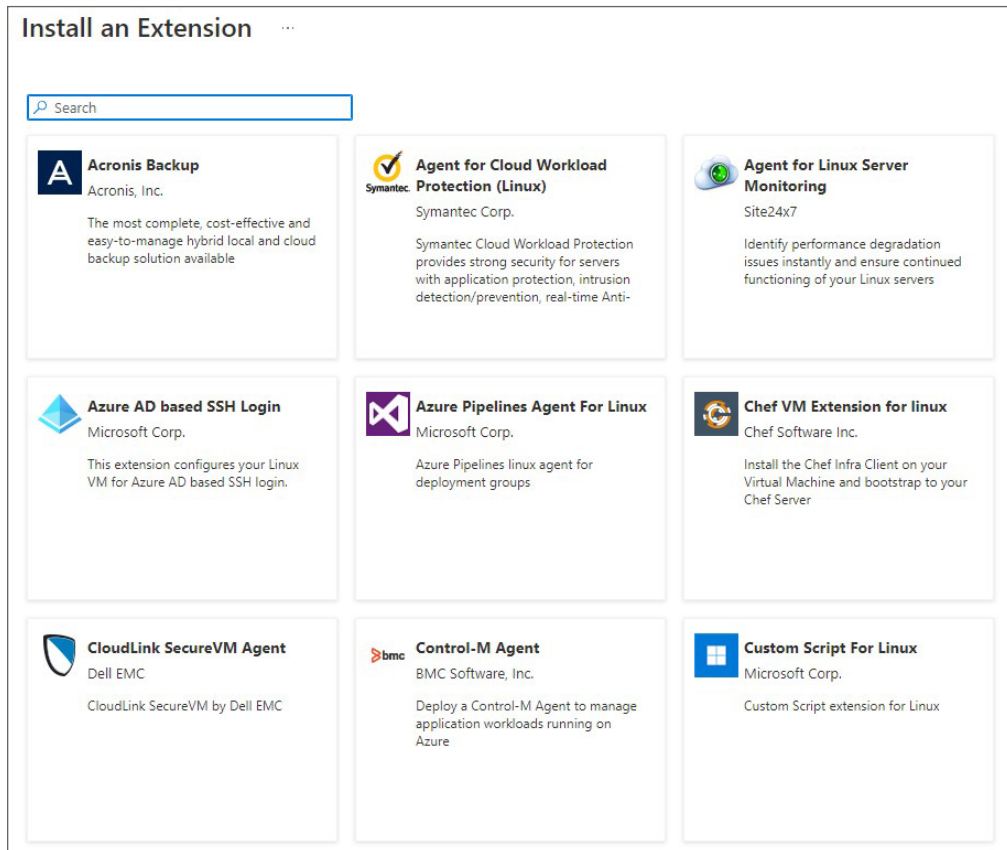 Install an Extension ...
Search
Acronis Backup
Acronis, Inc.
The most complete, cost-effective and
easy-to-manage hybrid local and cloud
backup solution available
Symantec.
Agent for Cloud Workload
Protection (Linux)
Symantec Corp.
Symantec Cloud Workload Protection
provides strong security for servers
with application protection, intrusion
detection/prevention, real-time Anti-
Agent for Linux Server
Monitoring
Site24x7
Identify performance degradation
issues instantly and ensure continued
functioning of your Linux servers
Azure AD based SSH Login
Microsoft Corp.
This extension configures your Linux
VM for Azure AD based SSH login.
Azure Pipelines Agent For Linux
Microsoft Corp.
Azure Pipelines linux agent for
deployment groups
Chef VM Extension for linux
Chef Software Inc.
Install the Chef Infra Client on your
Virtual Machine and bootstrap to your
Chef Server
CloudLink SecureVM Agent
Dell EMC
CloudLink SecureVM by Dell EMC
bmc
Control-M Agent
BMC Software, Inc.
Deploy a Control-M Agent to manage
application workloads running on
Azure
Custom Script For Linux
Microsoft Corp.
Custom Script extension for Linux